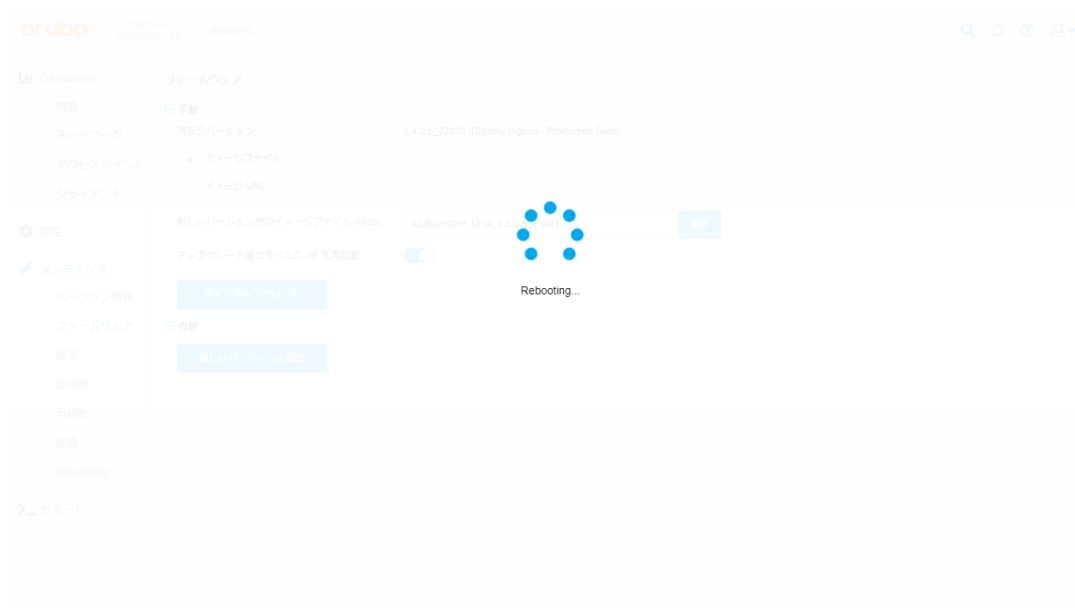 aruba
VIRTUAL
CONTROLLER
Dashboard
ファームウェア
概要
手動
ネットワーク
現在のバージョン
8.4.0.5_72830 (Digitally Signed - Production Build)
アクセスポイント
イメージファイル
クライアント
イメージ URL
設定
新しいバージョン用のイメージファイル (Ursa)
参照
アップグレード後にすべての AP を再起動
メンテナンス
バージョン情報
今すぐアップグレード
Rebooting...
ファームウェア
自動
設定
新しいバージョンの確認
証明書
再起動
変換
Regulatory
サポート